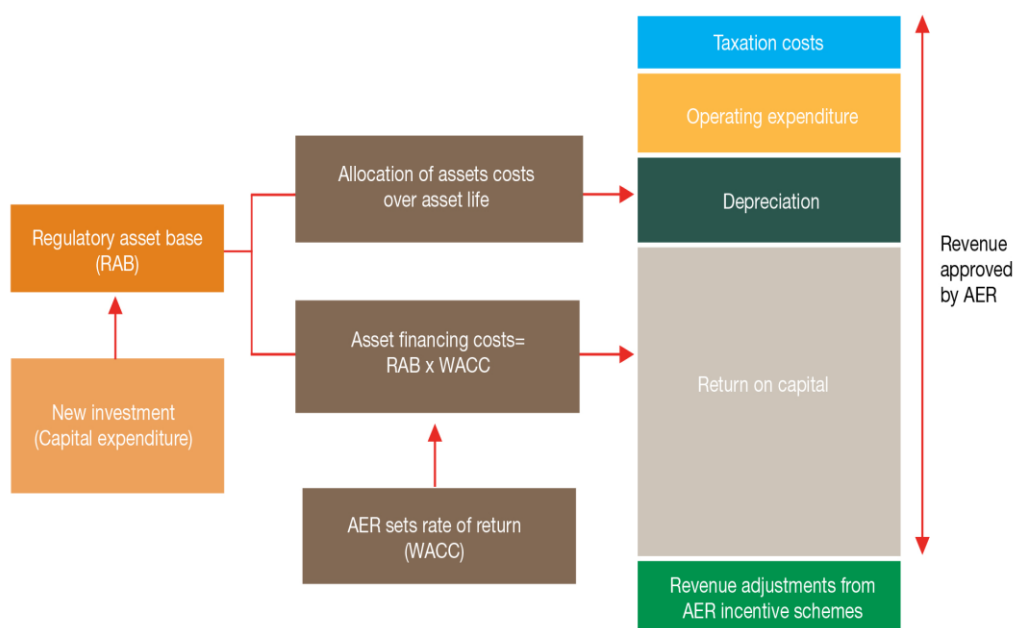 Regulatory asset base
(RAB)
New investment
(Capital expenditure)
Allocation of assets costs
over asset life
Asset financing costs=
RAB x WACC
AER sets rate of return
(WACC)
Taxation costs
Operating expenditure
Depreciation
Return on capital
Revenue adjustments from
AER incentive schemes
Revenue
approved
by AER